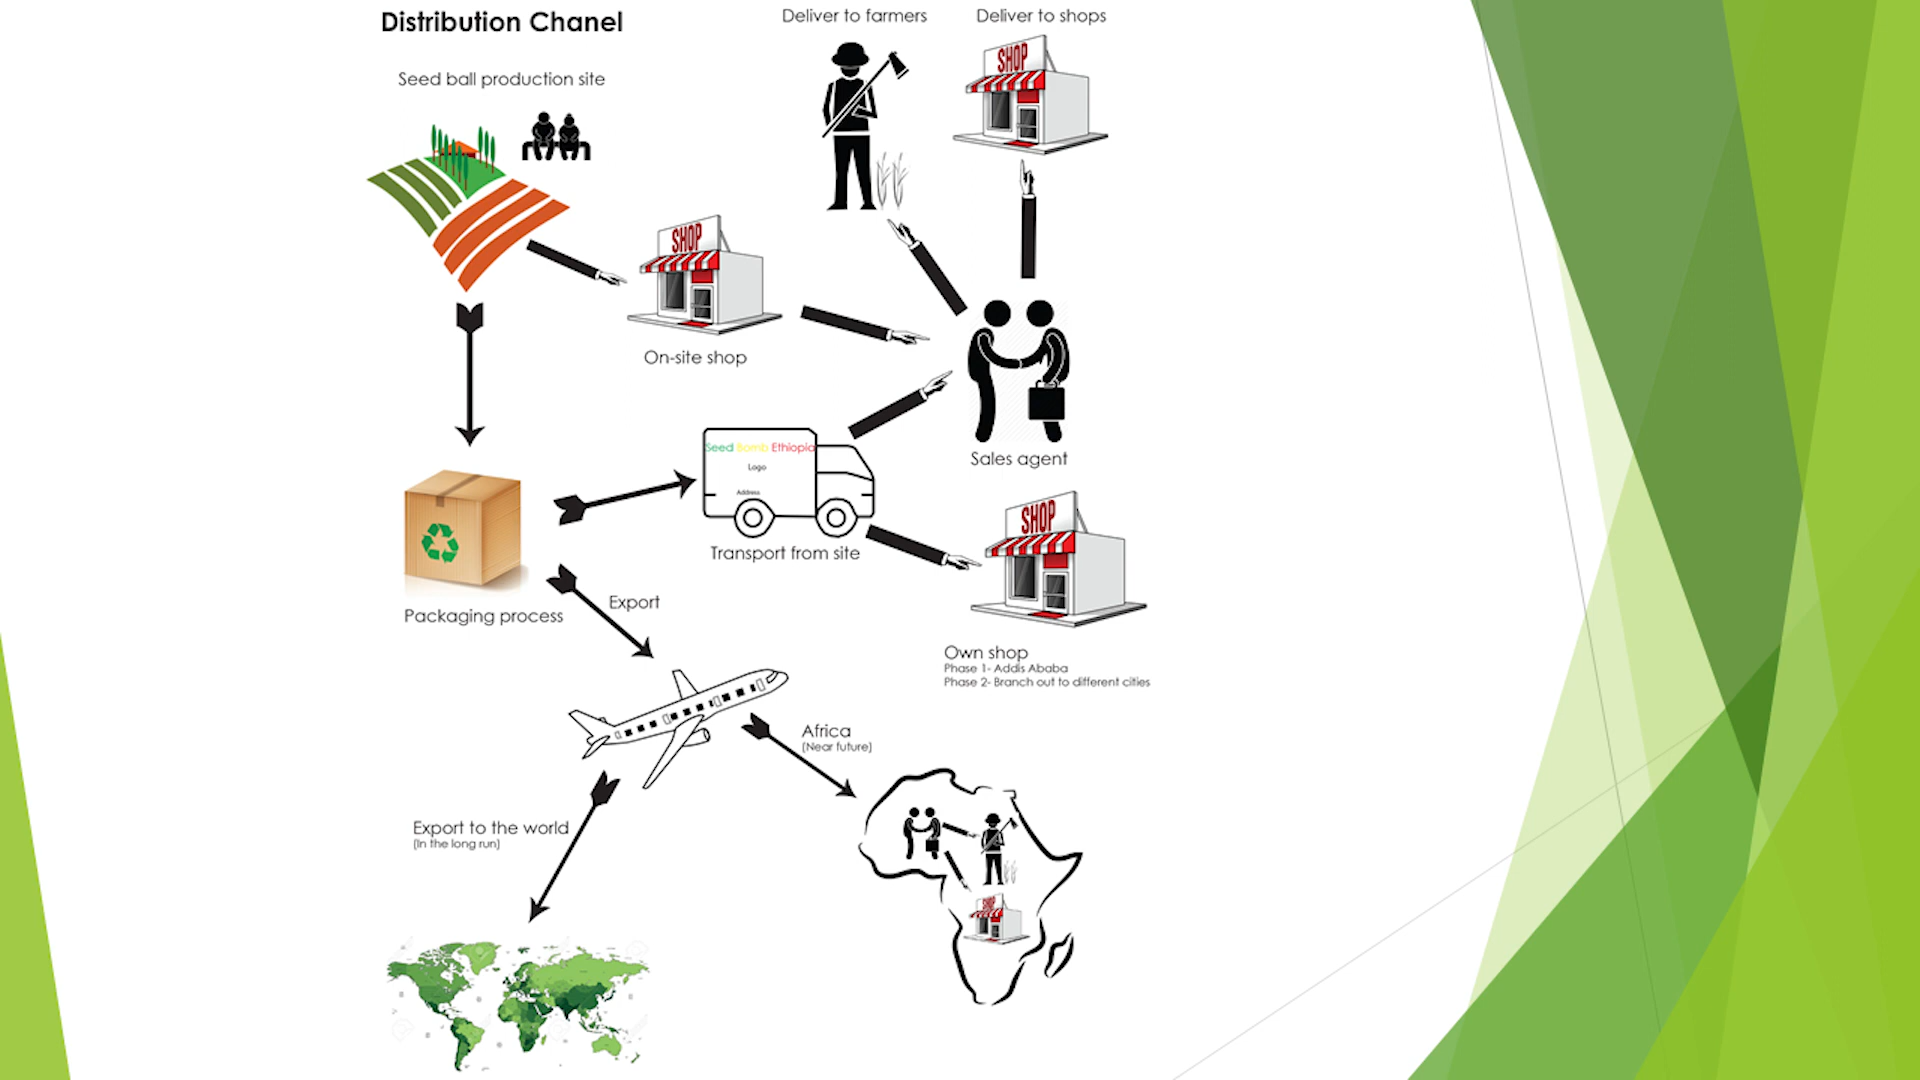 Distribution Chanel
Deliver to farmers
Deliver to shops
Seed ball production site
SHOP
SHOP
On-site shop
Seed Bomb Ethiopia
Logo
Address
Sales agent
Transport from site
SHOP
Export
Packaging process
Own shop
Phase 1- Addis Ababa
Phase 2- Branch out to different cities
Africa
(Near future)
Export to the world
(In the long run)
SHOP